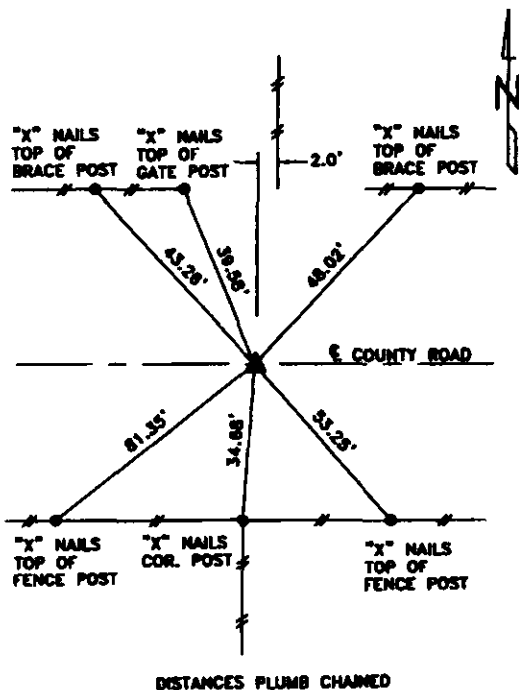 N
"X" NAILS
TOP OF
BRACE POST
"X" NAILS
TOP OF
GATE POST
2.0'
"X" NAILS
TOP OF
BRACE POST
43.26'
39.56'
48.02'
℄ COUNTY ROAD
81.35'
34.68'
53.25'
"X" NAILS
TOP OF
FENCE POST
"X" NAILS
COR. POST
"X" NAILS
TOP OF
FENCE POST
DISTANCES PLUMB CHAINED